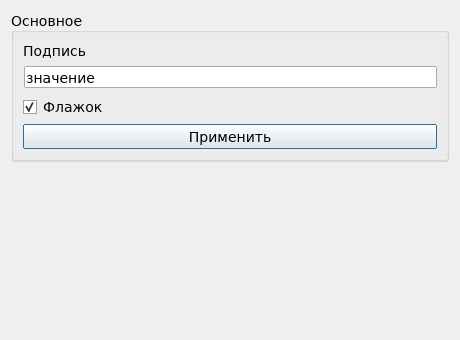 Основное
Подпись
значение
Флажок
Применить